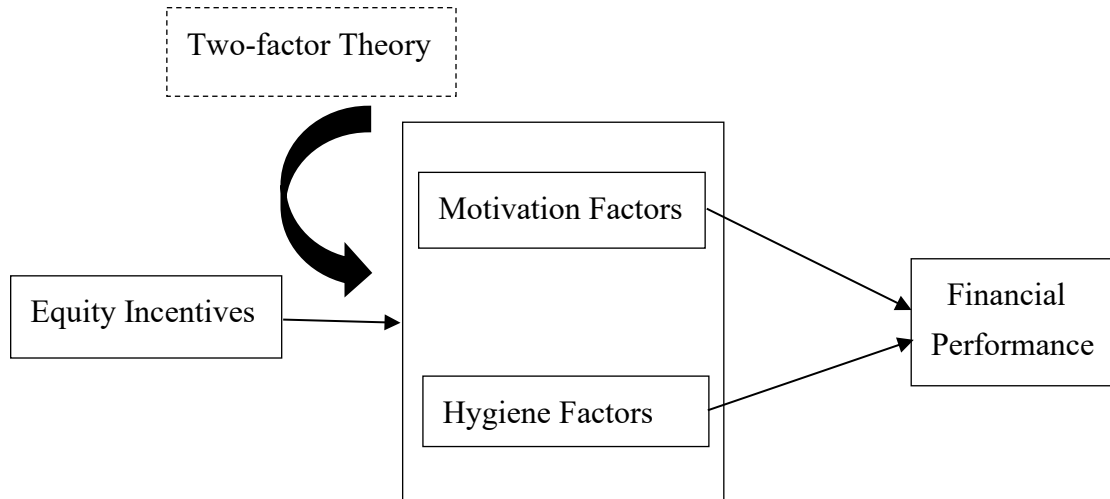 Two-factor Theory
Motivation Factors
Equity Incentives
Financial
Performance
Hygiene Factors